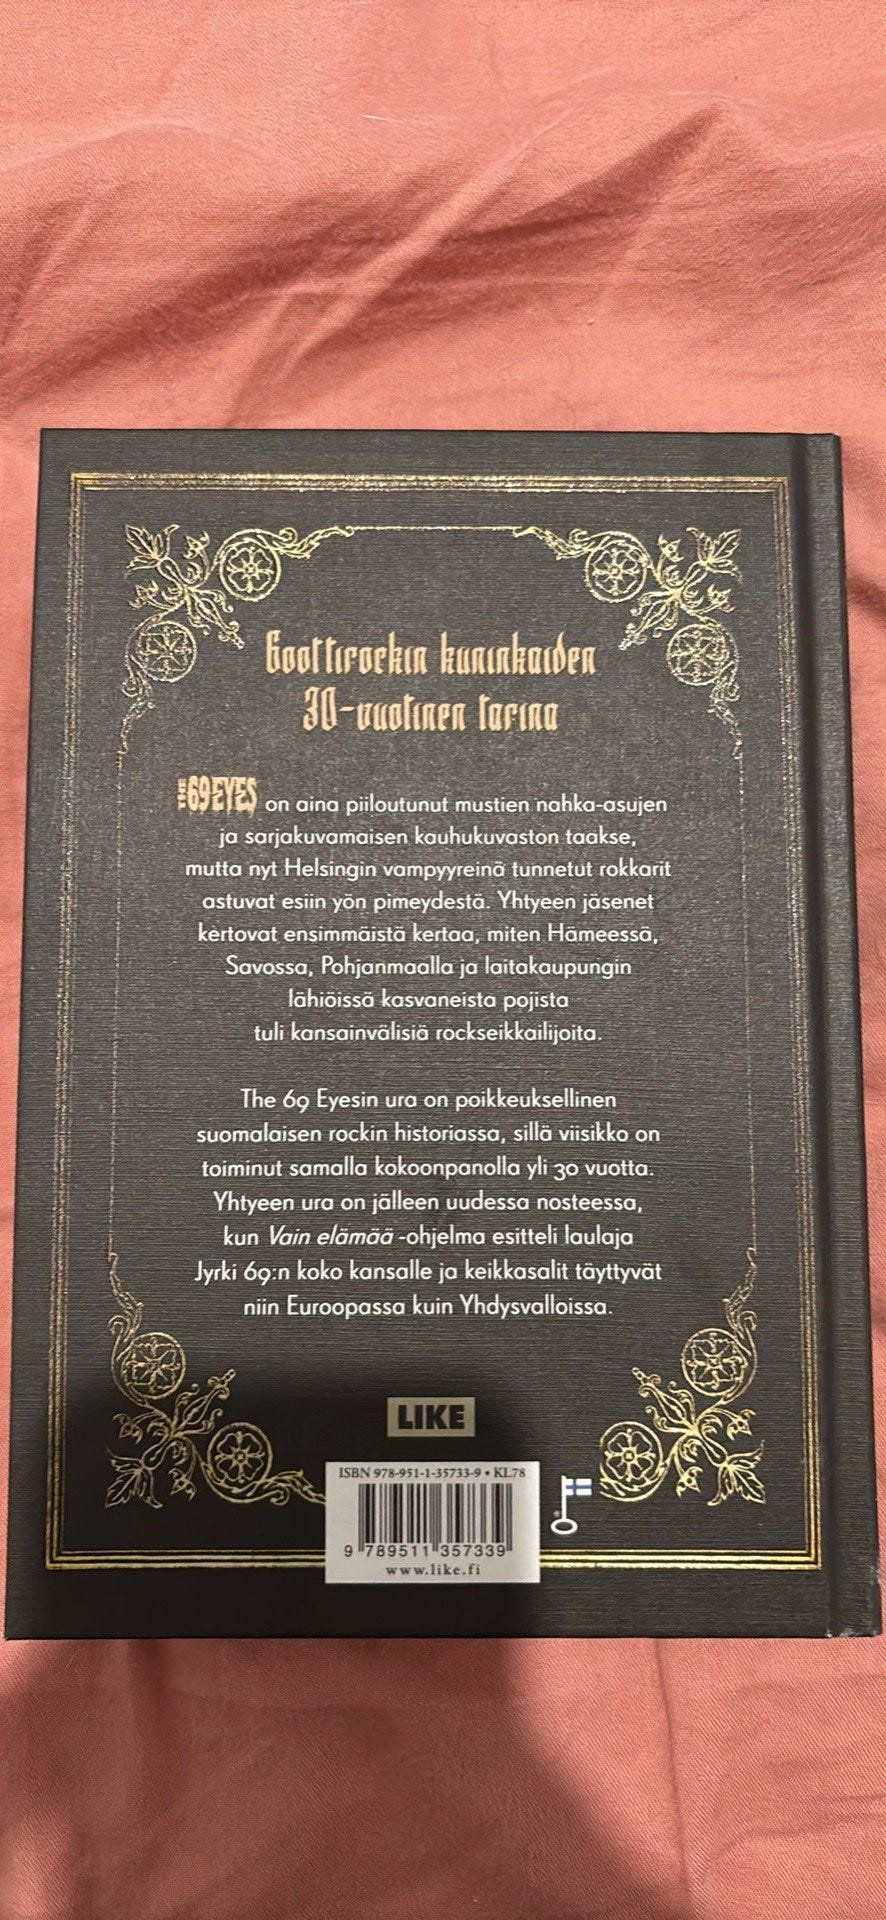 Goottirockin kuninkaiden
30-vuotinen tarina
THE 69 EYES on aina piiloutunut mustien nahka-asujen
ja sarjakuvamaisen kauhukuvaston taakse,
mutta nyt Helsingin vampyyreinä tunnetut rokkarit
astuvat esiin yön pimeydestä. Yhtyeen jäsenet
kertovat ensimmäistä kertaa, miten Hämeessä,
Savossa, Pohjanmaalla ja laitakaupungin
lähiöissä kasvaneista pojista
tuli kansainvälisiä rockseikkailijoita.
The 69 Eyesin ura on poikkeuksellinen
suomalaisen rockin historiassa, sillä viisikko on
toiminut samalla kokoonpanolla yli 30 vuotta.
Yhtyeen ura on jälleen uudessa nosteessa,
kun Vain elämää -ohjelma esitteli laulaja
Jyrki 69:n koko kansalle ja keikkasalit täyttyvät
niin Euroopassa kuin Yhdysvalloissa.
LIKE
ISBN 978-951-1-35733-9 • KL78
9 789511 357339
www.like.fi